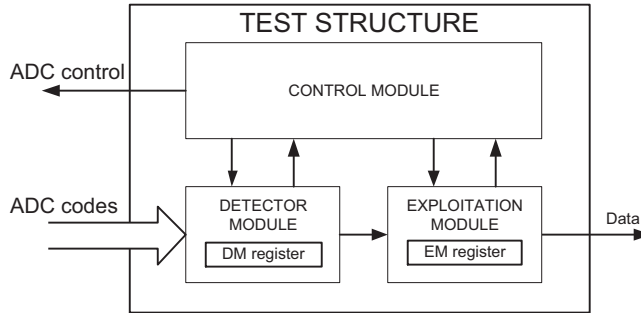 TEST STRUCTURE
ADC control
CONTROL MODULE
ADC codes
DETECTOR
MODULE
DM register
EXPLOITATION
MODULE
EM register
Data